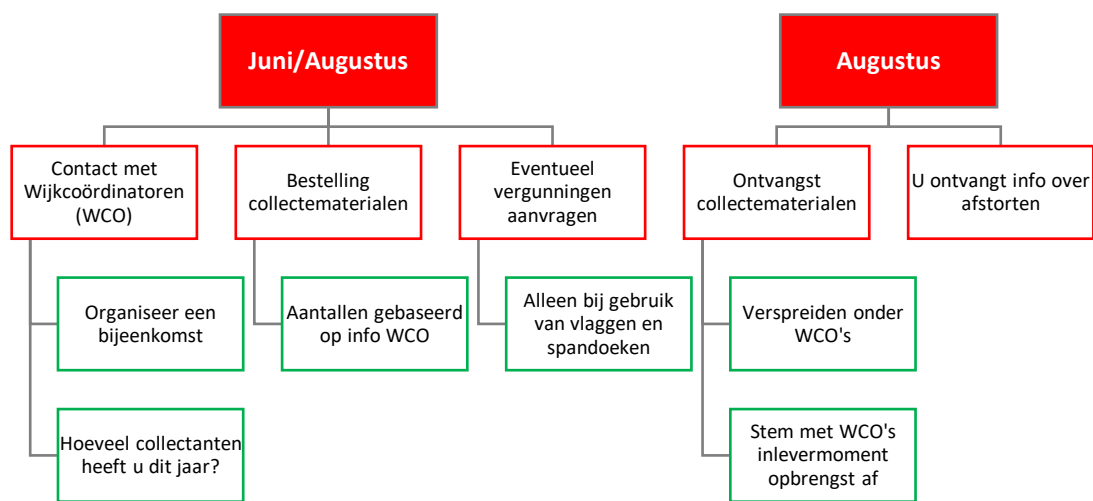 Juni/Augustus
Augustus
Contact met
Wijkcoördinatoren
(WCO)
Bestelling
collectematerialen
Eventueel
vergunningen
aanvragen
Ontvangst
collectematerialen
U ontvangt info over
afstorten
Organiseer een
bijeenkomst
Aantallen gebaseerd
op info WCO
Alleen bij gebruik
van vlaggen en
spandoeken
Verspreiden onder
WCO's
Hoeveel collectanten
heeft u dit jaar?
Stem met WCO's
inlevermoment
opbrengst af